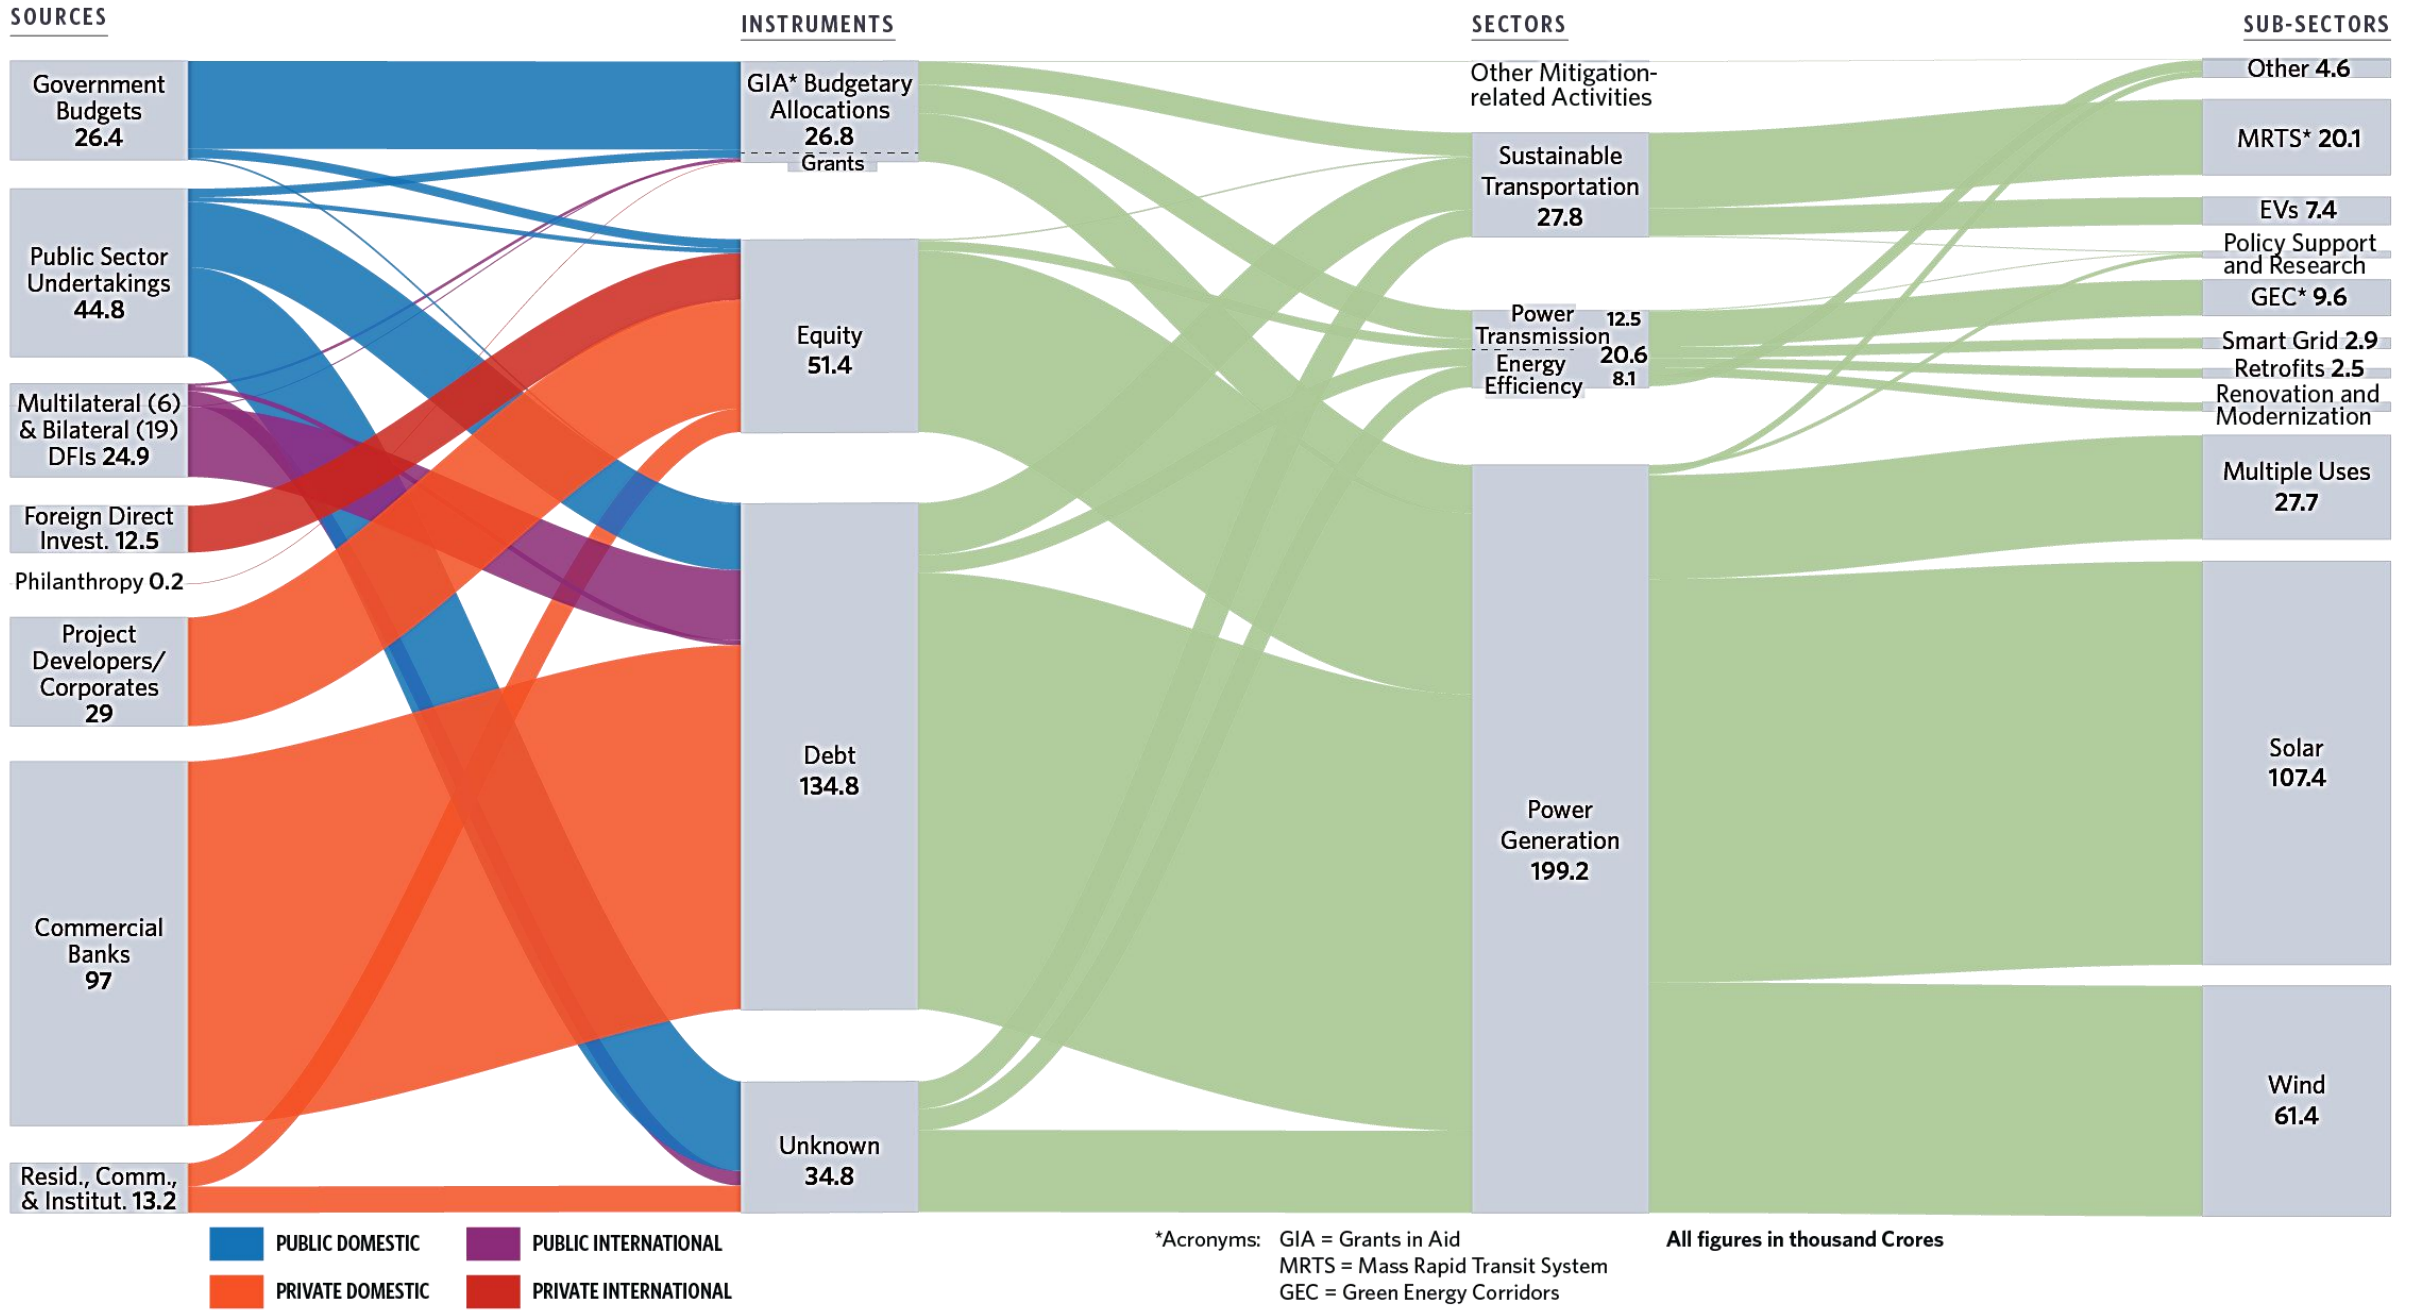 SOURCES
INSTRUMENTS
SECTORS
SUB-SECTORS
Government
Budgets
26.4
Public Sector
Undertakings
44.8
Multilateral (6)
& Bilateral (19)
DFIs 24.9
Foreign Direct
Invest. 12.5
Philanthropy 0.2
Project
Developers/
Corporates
29
Commercial
Banks
97
Resid., Comm.,
& Institut. 13.2
GIA* Budgetary
Allocations
26.8
Grants
Equity
51.4
Debt
134.8
Unknown
34.8
Other Mitigation-
related Activities
Sustainable
Transportation
27.8
Power
Transmission
12.5
20.6
Energy
Efficiency
8.1
Power
Generation
199.2
Other 4.6
MRTS* 20.1
EVs 7.4
Policy Support
and Research
GEC* 9.6
Smart Grid 2.9
Retrofits 2.5
Renovation and
Modernization
Multiple Uses
27.7
Solar
107.4
Wind
61.4
PUBLIC DOMESTIC
PUBLIC INTERNATIONAL
PRIVATE DOMESTIC
PRIVATE INTERNATIONAL
*Acronyms: GIA = Grants in Aid
MRTS = Mass Rapid Transit System
GEC = Green Energy Corridors
All figures in thousand Crores